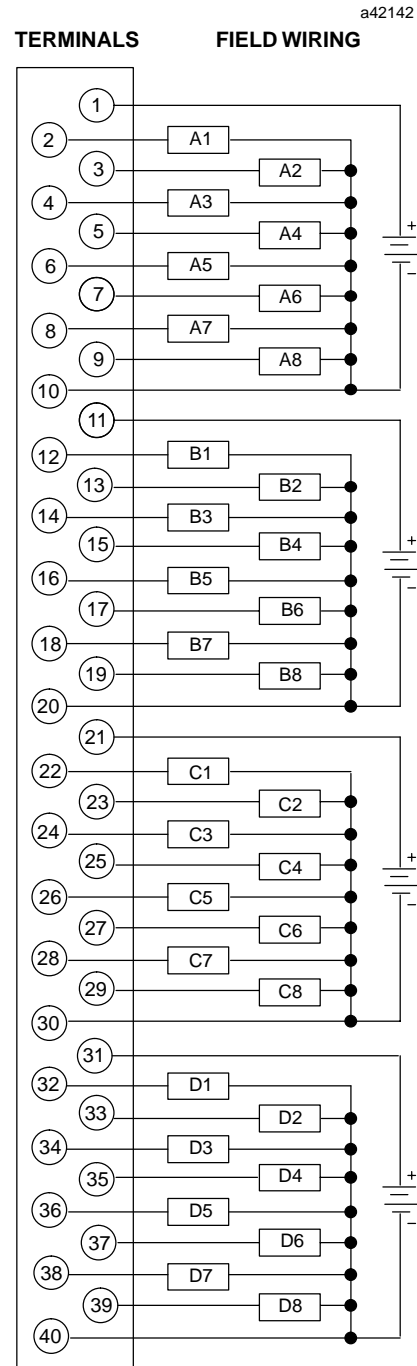 a42142
TERMINALS FIELD WIRING
1
2 A1
3 A2
4 A3
5 A4
6 A5
7 A6
8 A7
9 A8
10
11
12 B1
13 B2
14 B3
15 B4
16 B5
17 B6
18 B7
19 B8
20
21
22 C1
23 C2
24 C3
25 C4
26 C5
27 C6
28 C7
29 C8
30
31
32 D1
33 D2
34 D3
35 D4
36 D5
37 D6
38 D7
39 D8
40
+
–
+
–
+
–
+
–